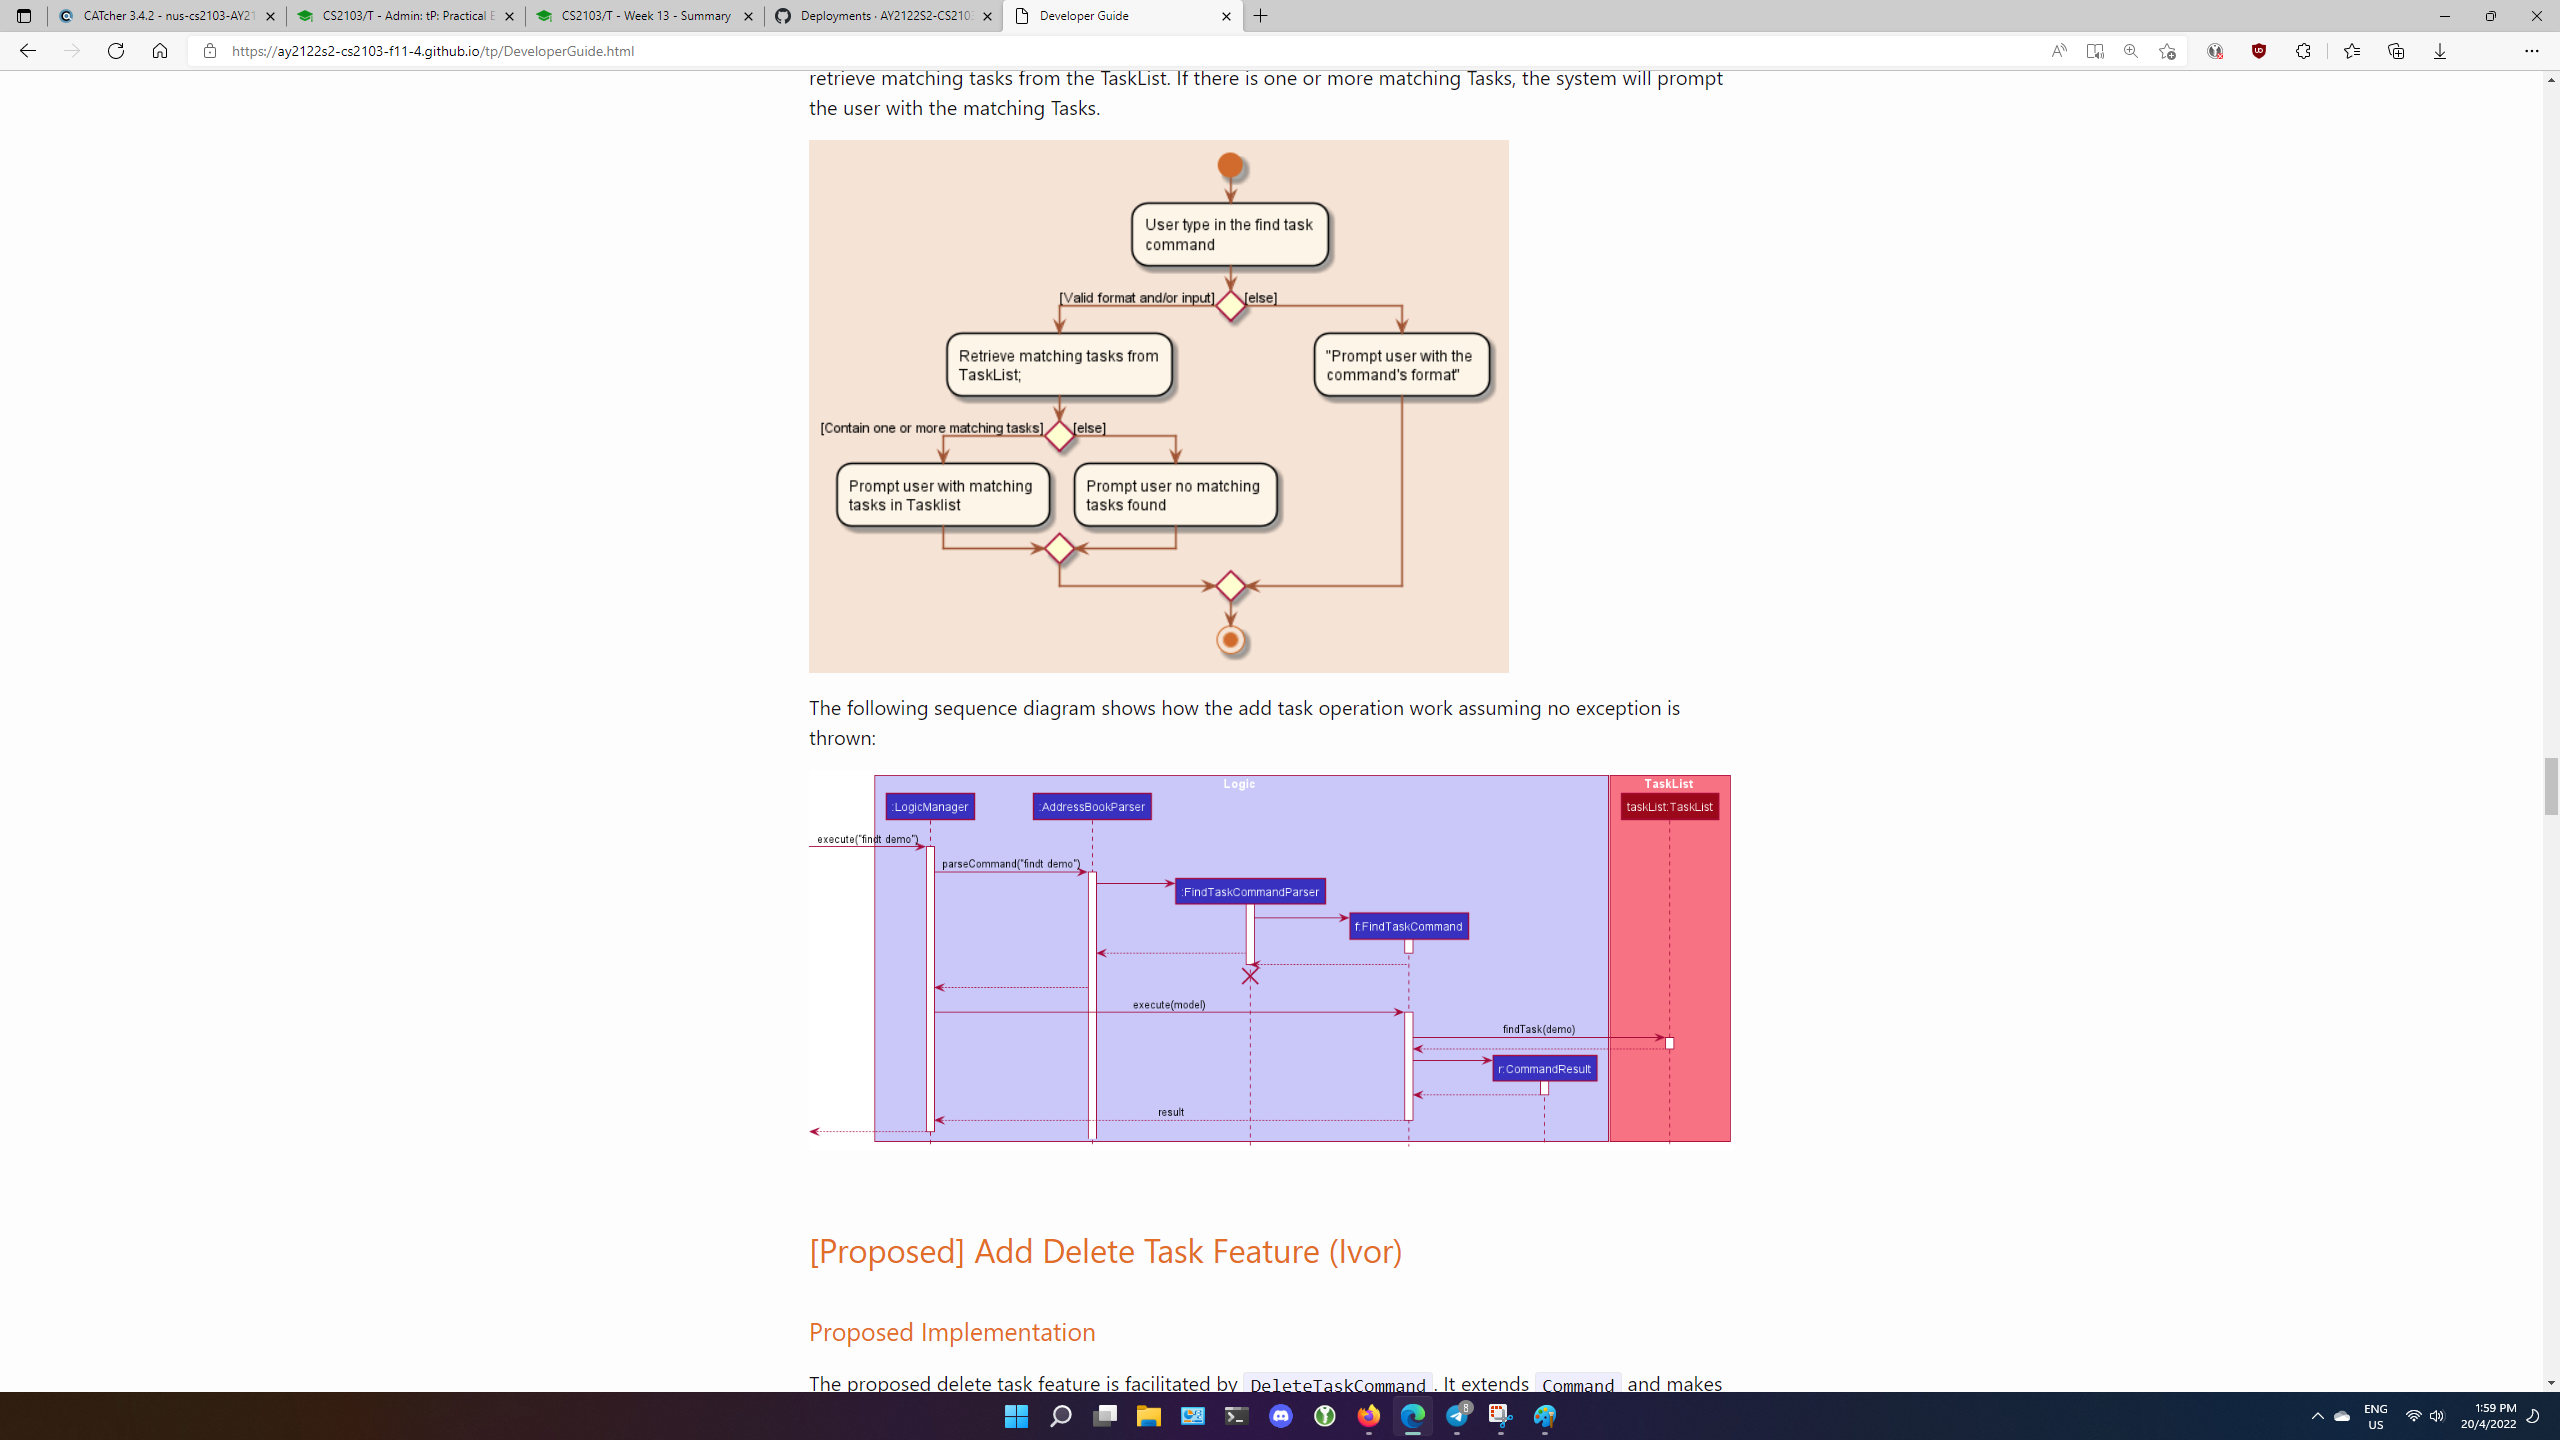 CATcher 3.4.2 - nus-cs2103-AY21
CS2103/T - Admin: tP: Practical E
CS2103/T - Week 13 - Summary
Deployments · AY2122S2-CS2103
Developer Guide
https://ay2122s2-cs2103-f11-4.github.io/tp/DeveloperGuide.html
retrieve matching tasks from the TaskList. If there is one or more matching Tasks, the system will prompt
the user with the matching Tasks.
User type in the find task
command
[Valid format and/or input]
[else]
Retrieve matching tasks from
TaskList;
"Prompt user with the
command's format"
[Contain one or more matching tasks]
[else]
Prompt user with matching
tasks in Tasklist
Prompt user no matching
tasks found
The following sequence diagram shows how the add task operation work assuming no exception is
thrown:
Logic
TaskList
:LogicManager
:AddressBookParser
taskList:TaskList
execute("findt demo")
parseCommand("findt demo")
:FindTaskCommandParser
f:FindTaskCommand
execute(model)
findTask(demo)
r:CommandResult
result
[Proposed] Add Delete Task Feature (Ivor)
Proposed Implementation
The proposed delete task feature is facilitated by DeleteTaskCommand. It extends Command and makes
8
ENG
US
1:59 PM
20/4/2022